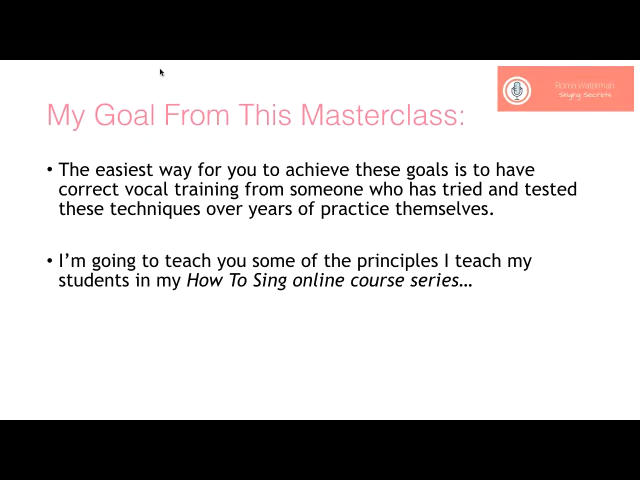 Roma Waterman
Singing Secrets
My Goal From This Masterclass:
• The easiest way for you to achieve these goals is to have
correct vocal training from someone who has tried and tested
these techniques over years of practice themselves.
• I’m going to teach you some of the principles I teach my
students in my How To Sing online course series…